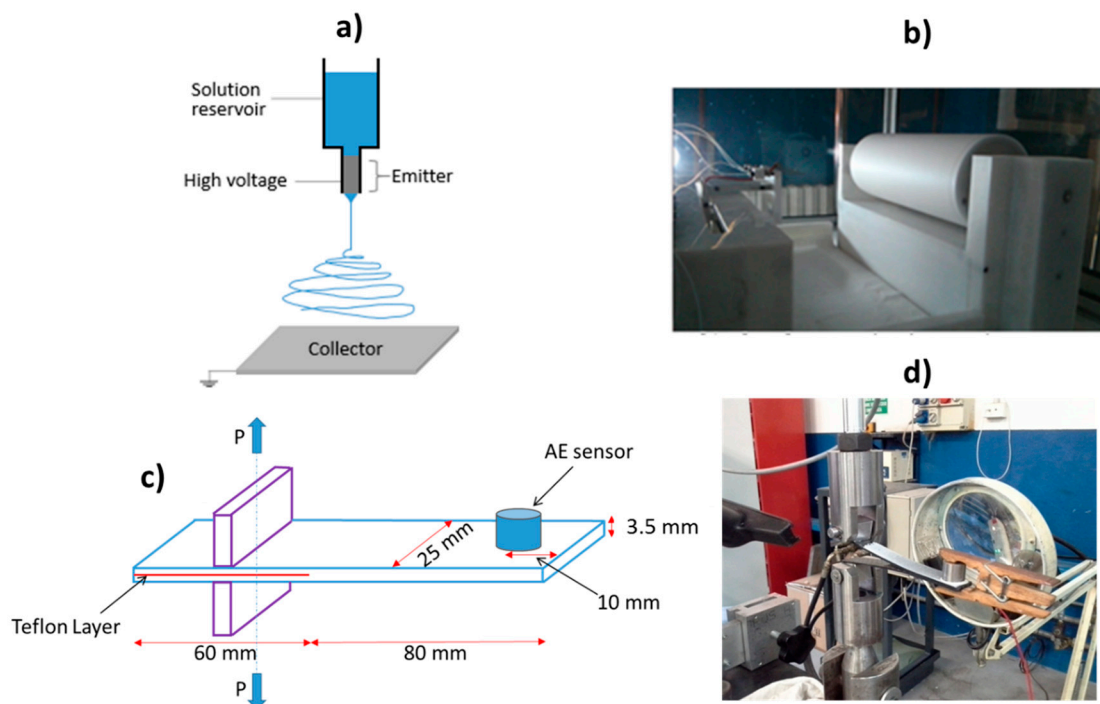 a)
Solution
reservoir
High voltage
Emitter
Collector
b)
c)
P
AE sensor
3.5 mm
25 mm
10 mm
Teflon Layer
60 mm
80 mm
P
d)